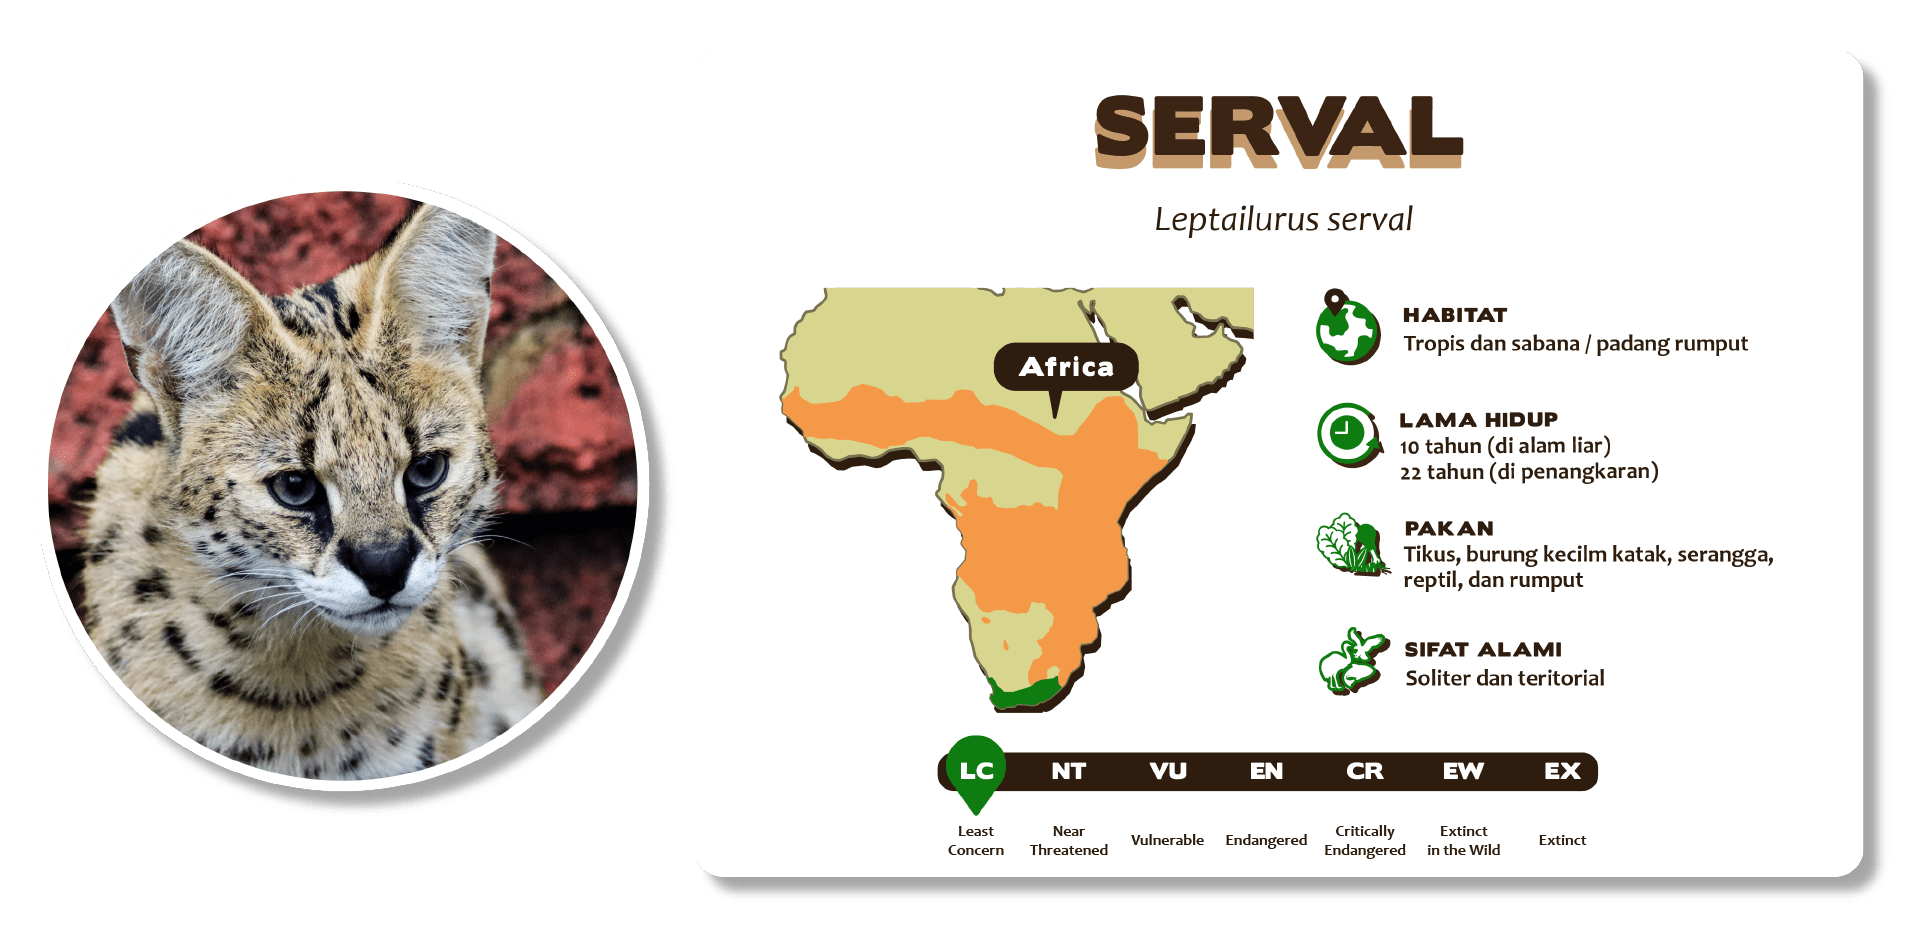 SERVAL
Leptailurus serval
Africa
HABITAT
Tropis dan sabana / padang rumput
LAMA HIDUP
10 tahun (di alam liar)
22 tahun (di penangkaran)
PAKAN
Tikus, burung kecilm katak, serangga,
reptil, dan rumput
SIFAT ALAMI
Soliter dan teritorial
LC NT VU EN CR EW EX
Least Concern
Near Threatened
Vulnerable
Endangered
Critically Endangered
Extinct in the Wild
Extinct